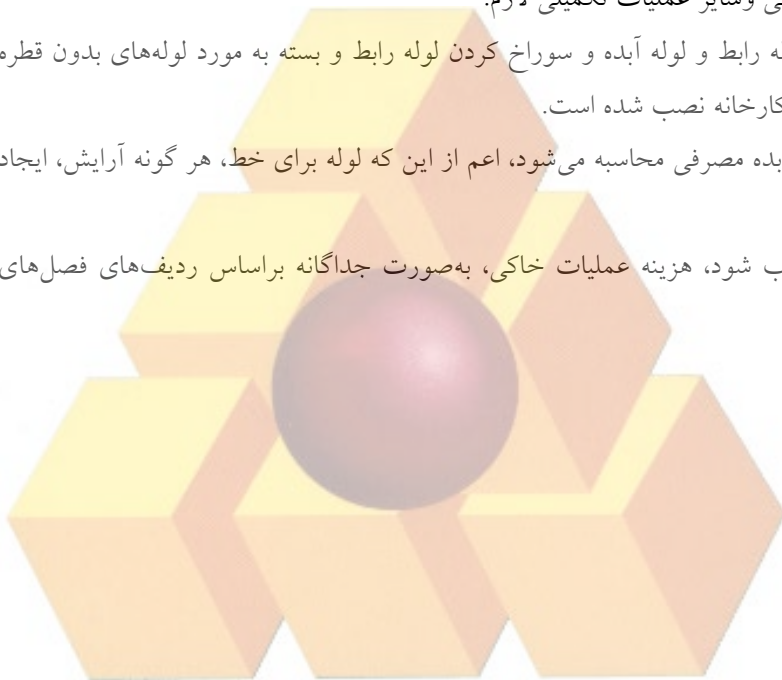 ی وسایر عملیات تکمیلی لازم.
ه رابط و لوله آبده و سوراخ کردن لوله رابط و بسته به مورد لوله‌های بدون قطره
کارخانه نصب شده است.
بده مصرفی محاسبه می‌شود، اعم از این که لوله برای خط، هر گونه آرایش، ایجاد
ب شود، هزینه عملیات خاکی، به‌صورت جداگانه براساس ردیف‌های فصل‌های